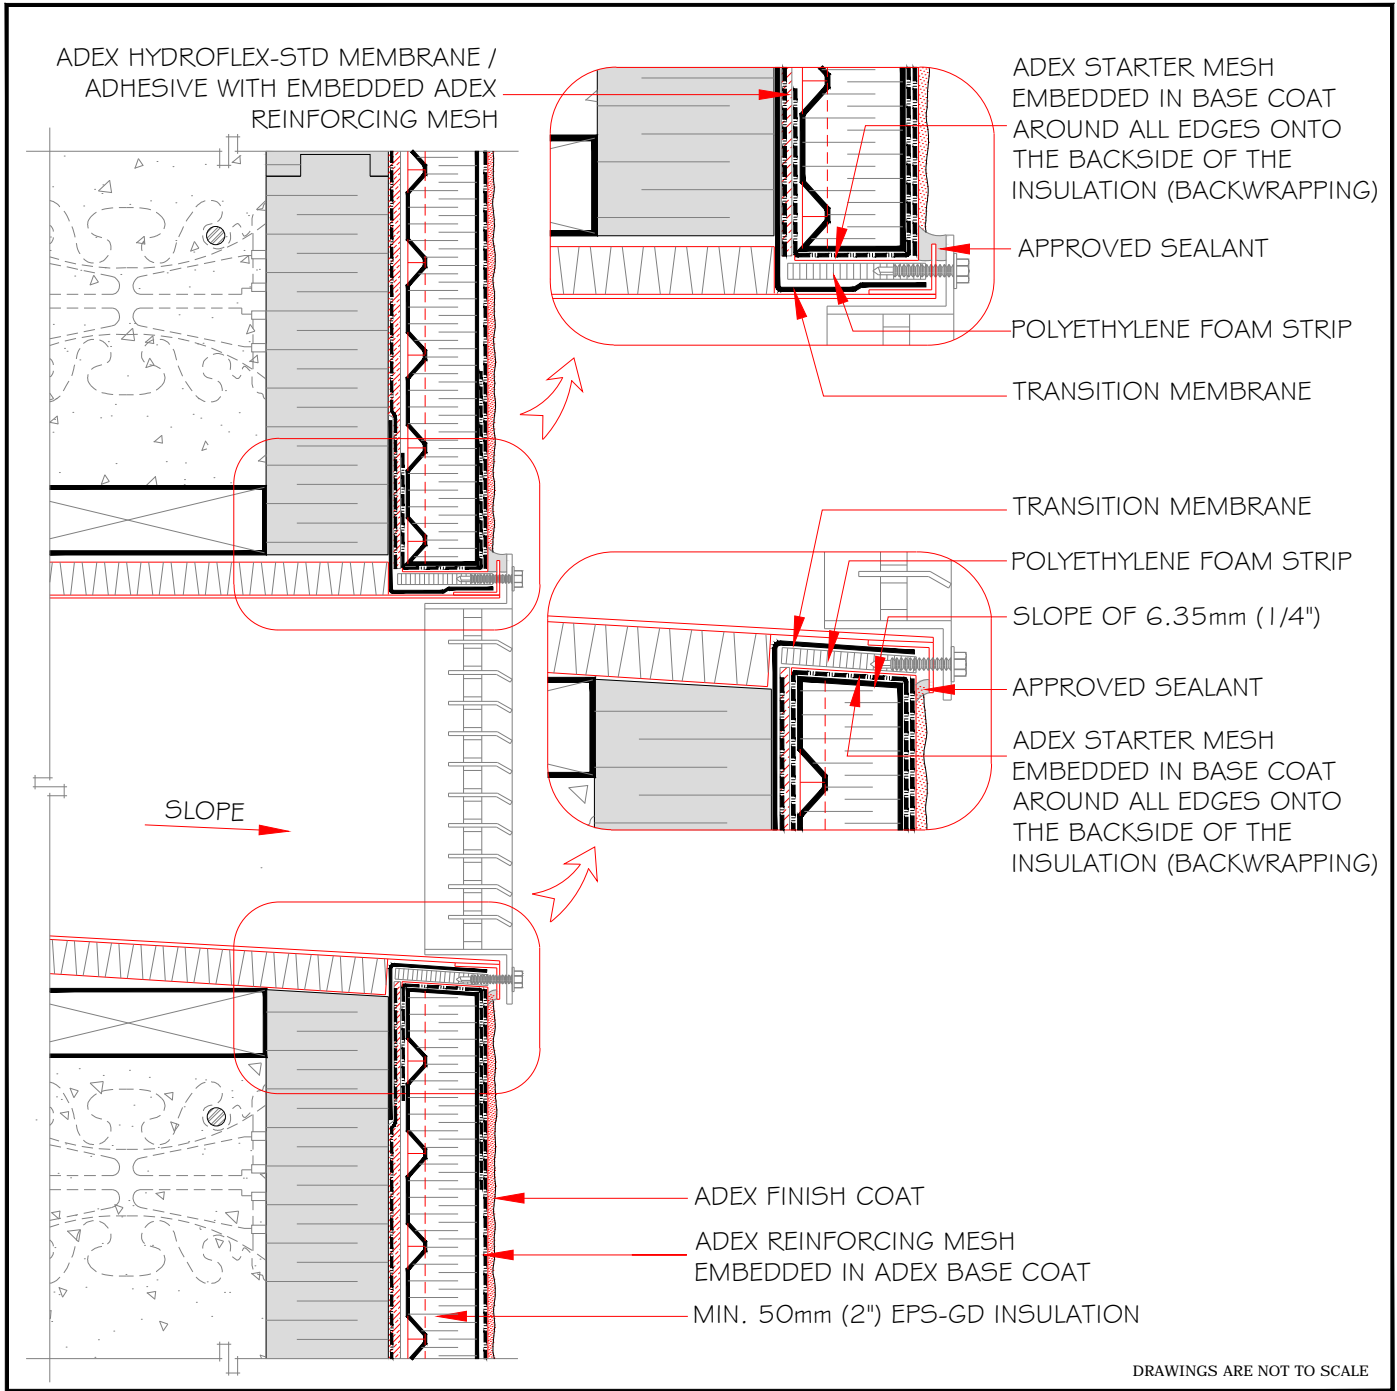 ADEX HYDROFLEX-STD MEMBRANE /
ADHESIVE WITH EMBEDDED ADEX
REINFORCING MESH
ADEX STARTER MESH
EMBEDDED IN BASE COAT
AROUND ALL EDGES ONTO
THE BACKSIDE OF THE
INSULATION (BACKWRAPPING)
APPROVED SEALANT
POLYETHYLENE FOAM STRIP
TRANSITION MEMBRANE
TRANSITION MEMBRANE
POLYETHYLENE FOAM STRIP
SLOPE OF 6.35mm (1/4")
APPROVED SEALANT
ADEX STARTER MESH
EMBEDDED IN BASE COAT
AROUND ALL EDGES ONTO
THE BACKSIDE OF THE
INSULATION (BACKWRAPPING)
SLOPE
ADEX FINISH COAT
ADEX REINFORCING MESH
EMBEDDED IN ADEX BASE COAT
MIN. 50mm (2") EPS-GD INSULATION
DRAWINGS ARE NOT TO SCALE